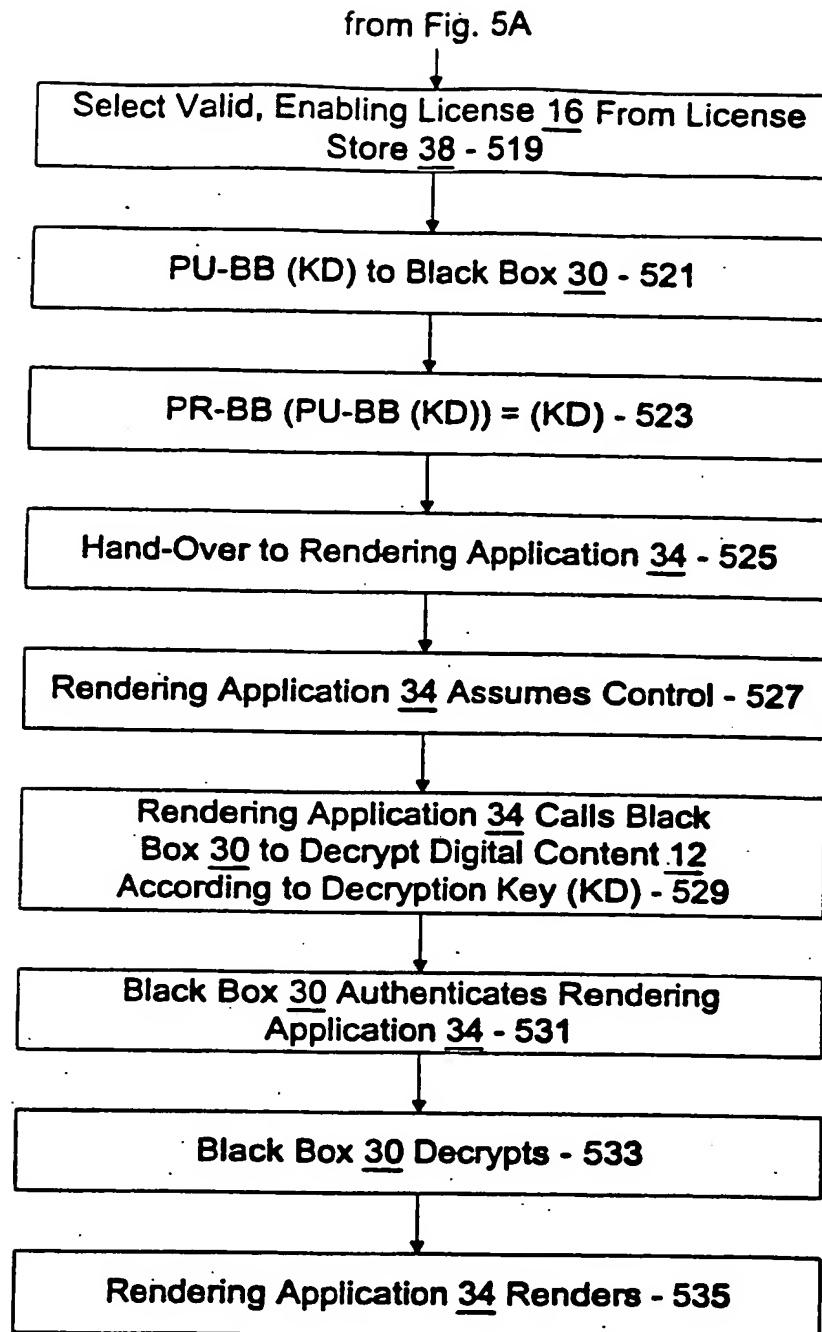 from Fig. 5A
Select Valid, Enabling License 16 From License
Store 38 - 519
PU-BB (KD) to Black Box 30 - 521
PR-BB (PU-BB (KD)) = (KD) - 523
Hand-Over to Rendering Application 34 - 525
Rendering Application 34 Assumes Control - 527
Rendering Application 34 Calls Black
Box 30 to Decrypt Digital Content 12
According to Decryption Key (KD) - 529
Black Box 30 Authenticates Rendering
Application 34 - 531
Black Box 30 Decrypts - 533
Rendering Application 34 Renders - 535